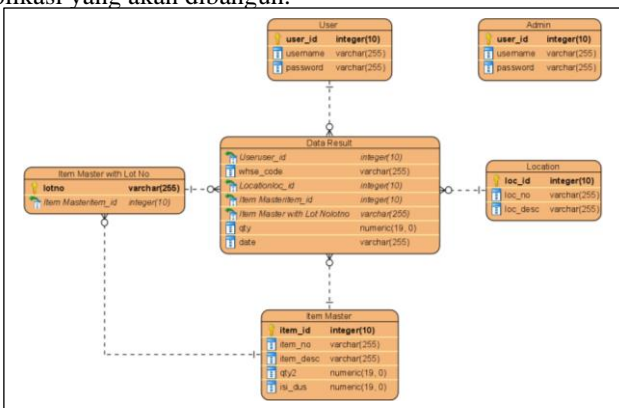 plikasi yang akan dibangun.
User
user_id integer(10)
username varchar(255)
password varchar(255)
Admin
user_id integer(10)
username varchar(255)
password varchar(255)
Data Result
Useruser_id integer(10)
whse_code varchar(255)
Locationloc_id integer(10)
Item Masteritem_id integer(10)
Item Master with Lot Nolotno varchar(255)
qty numeric(19, 0)
date varchar(255)
Item Master with Lot No
lotno varchar(255)
Item Masteritem_id integer(10)
Location
loc_id integer(10)
loc_no varchar(255)
loc_desc varchar(255)
Item Master
item_id integer(10)
item_no varchar(255)
item_desc varchar(255)
qty2 numeric(19, 0)
isi_dus numeric(19, 0)